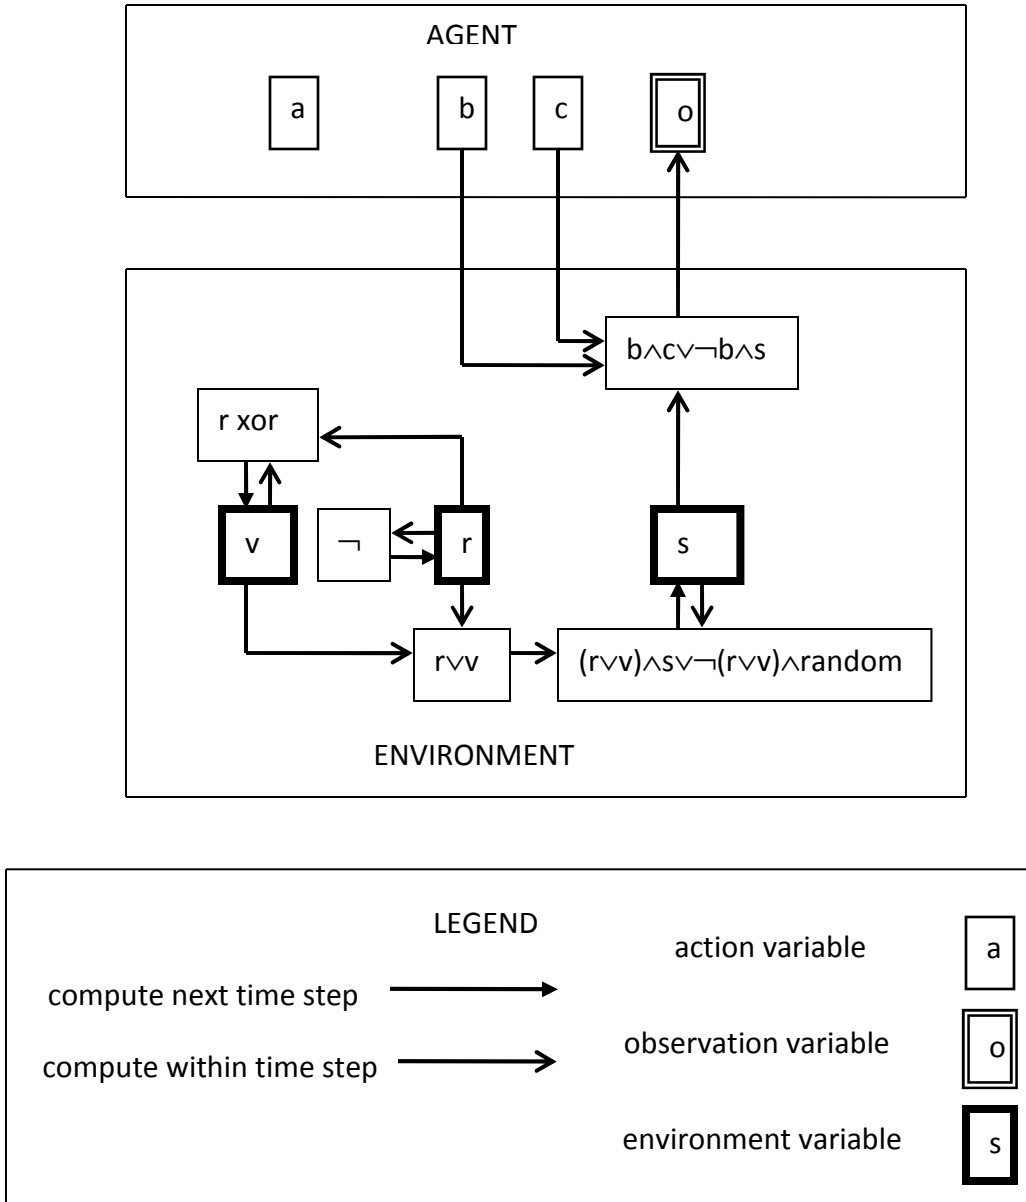 AGENT
a
b
c
o
b∧c∨¬b∧s
r xor
v
¬
r
s
r∨v
(r∨v)∧s∨¬(r∨v)∧random
ENVIRONMENT
LEGEND
action variable
a
compute next time step
observation variable
o
compute within time step
environment variable
s